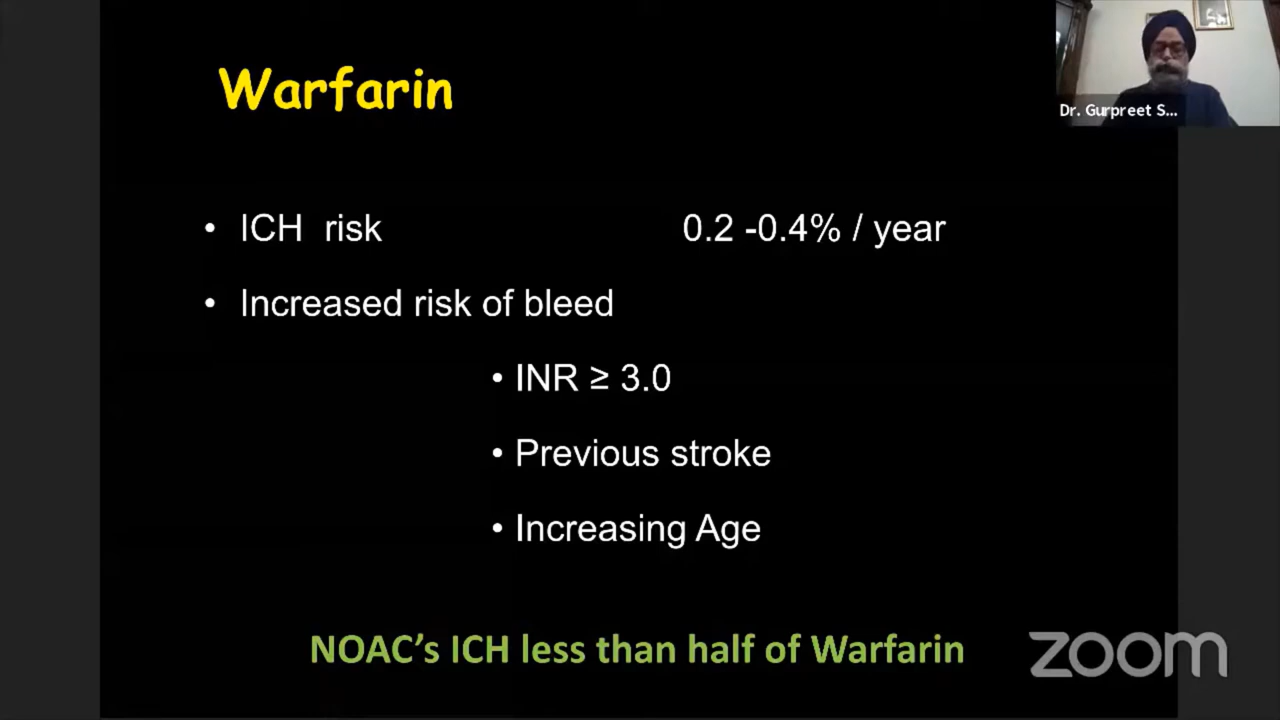 Warfarin
Dr. Gurpreet S...
• ICH risk 0.2 -0.4% / year
• Increased risk of bleed
• INR ≥ 3.0
• Previous stroke
• Increasing Age
NOAC’s ICH less than half of Warfarin
zoom